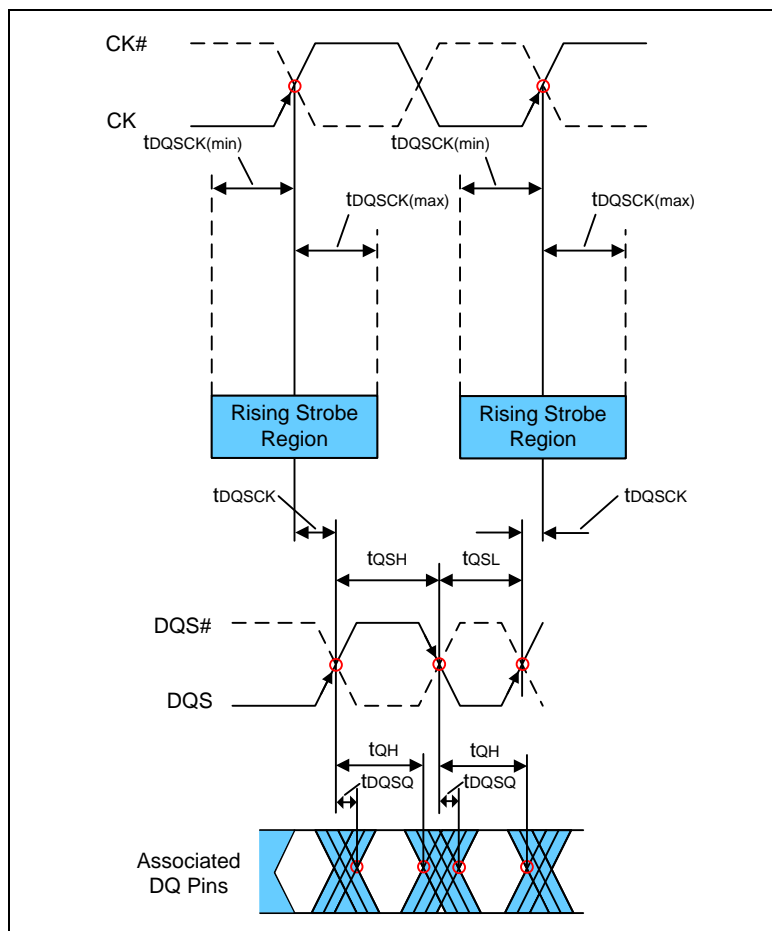 CK#
CK
tDQSCK(min)
tDQSCK(min)
tDQSCK(max)
tDQSCK(max)
Rising Strobe
Region
Rising Strobe
Region
tDQSCK
tDQSCK
tQSH
tQSL
DQS#
DQS
tQH
tQH
tDQSQ
tDQSQ
Associated
DQ Pins